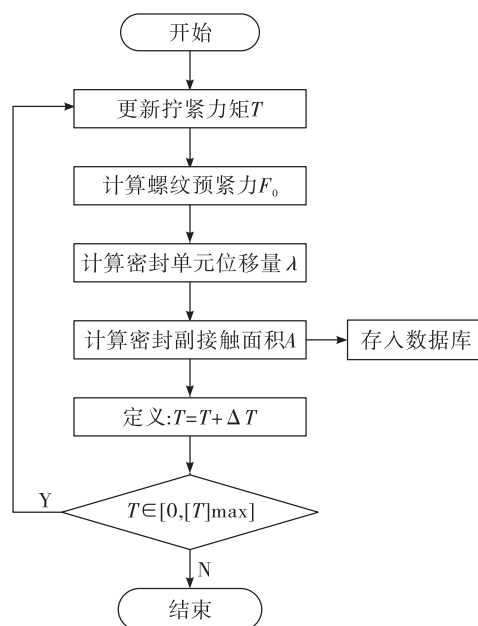 开始
更新拧紧力矩T
计算螺纹预紧力F₀
计算密封单元位移量λ
计算密封副接触面积A
存入数据库
定义:T=T+ΔT
Y
T∈[0,[T]max]
N
结束